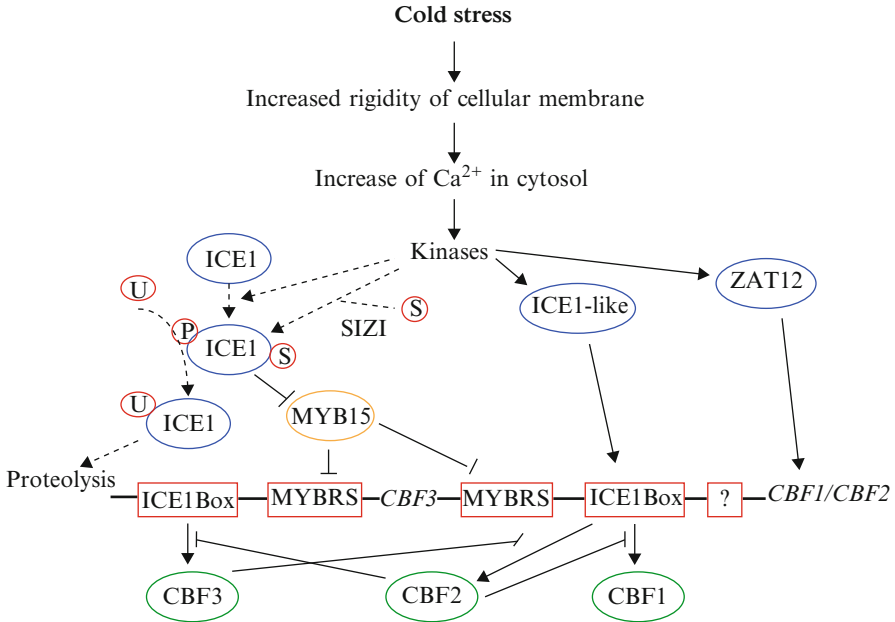 Cold stress
Increased rigidity of cellular membrane
Increase of Ca²⁺ in cytosol
Kinases
ICE1
ZAT12
U
ICE1-like
S
P
SIZI
ICE1
S
U
ICE1
MYB15
Proteolysis
ICE1Box
MYBRS
CBF3
MYBRS
ICE1Box
?
CBF1/CBF2
CBF3
CBF2
CBF1